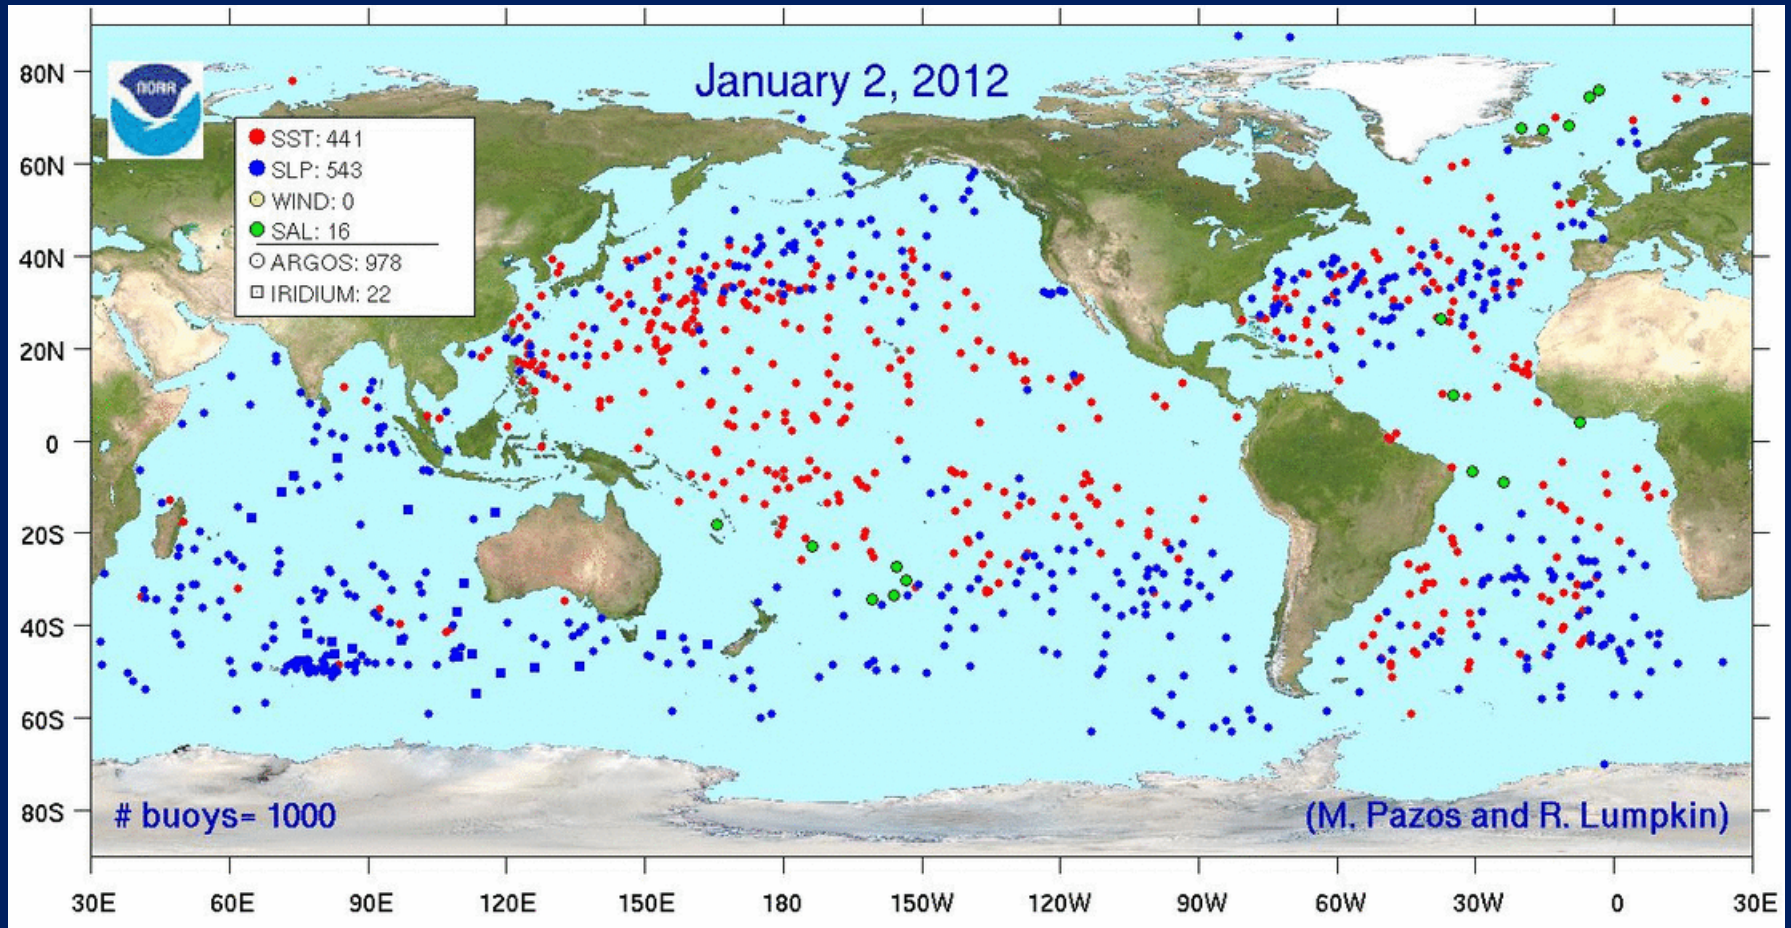 January 2, 2012
NOAA
SST: 441
SLP: 543
WIND: 0
SAL: 16
ARGOS: 978
IRIDIUM: 22
80N
60N
40N
20N
0
20S
40S
60S
80S
# buoys= 1000
(M. Pazos and R. Lumpkin)
30E 60E 90E 120E 150E 180 150W 120W 90W 60W 30W 0 30E